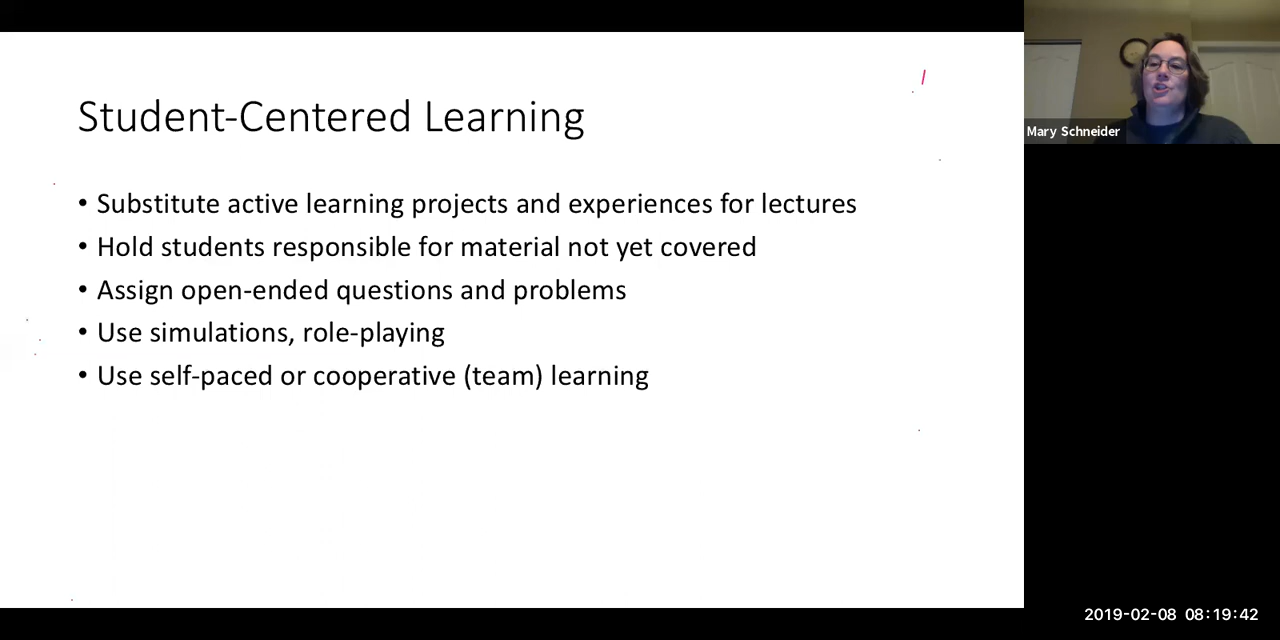 Student-Centered Learning
• Substitute active learning projects and experiences for lectures
• Hold students responsible for material not yet covered
• Assign open-ended questions and problems
• Use simulations, role-playing
• Use self-paced or cooperative (team) learning
Mary Schneider
2019-02-08 08:19:42